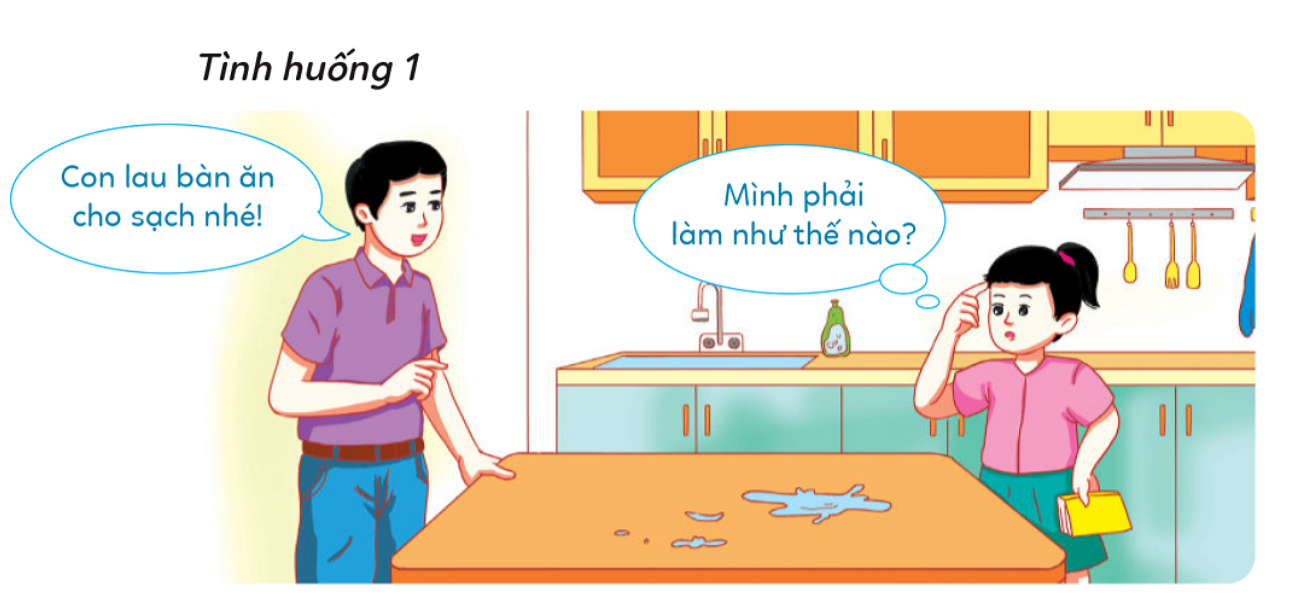 Tình huống 1
Con lau bàn ăn
cho sạch nhé!
Mình phải
làm như thế nào?